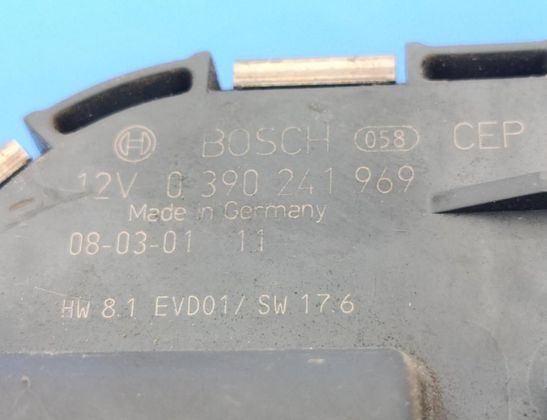 BOSCH 058 CEP
12V 0 390 241 969
Made in Germany
08-03-01 11
HW 8.1 EVD01/ SW 17.6